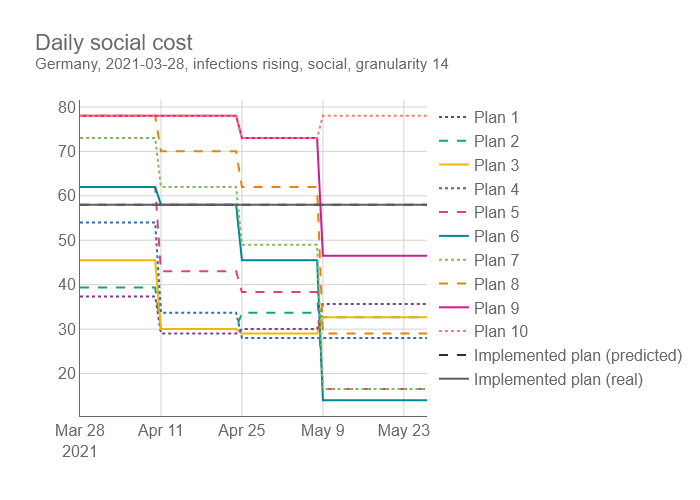 Daily social cost
Germany, 2021-03-28, infections rising, social, granularity 14
80
70
60
50
40
30
20
Mar 28
2021
Apr 11
Apr 25
May 9
May 23
Plan 1
Plan 2
Plan 3
Plan 4
Plan 5
Plan 6
Plan 7
Plan 8
Plan 9
Plan 10
Implemented plan (predicted)
Implemented plan (real)